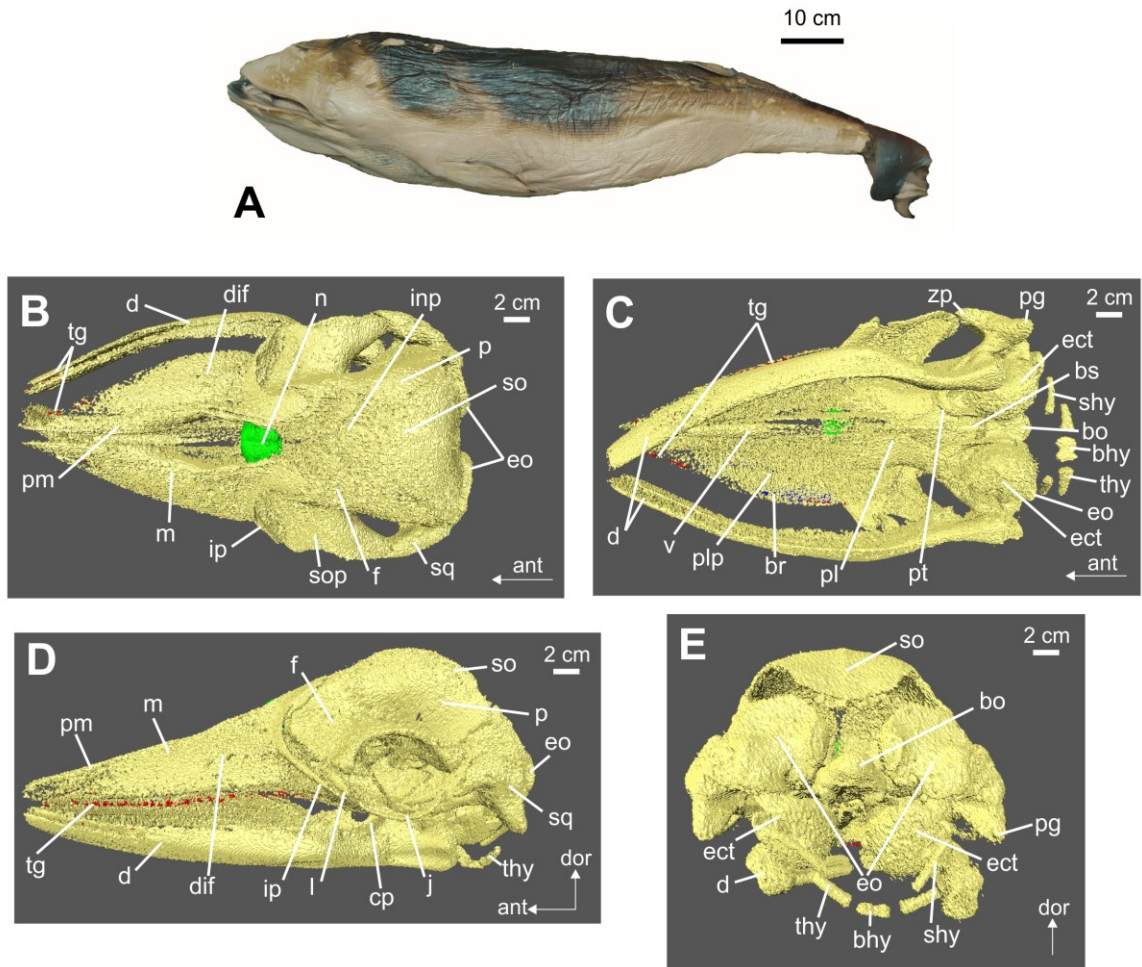 10 cm
A
B
d
dif
n
inp
2 cm
tg
p
so
eo
pm
m
ip
sop
f
sq
ant
C
tg
zp
pg
2 cm
ect
bs
shy
bo
bhy
thy
eo
ect
d
v
plp
br
pl
pt
ant
D
2 cm
f
so
m
pm
p
eo
sq
tg
d
dif
ip
l
cp
j
thy
dor
ant
E
so
2 cm
bo
pg
ect
ect
d
eo
thy
bhy
shy
dor